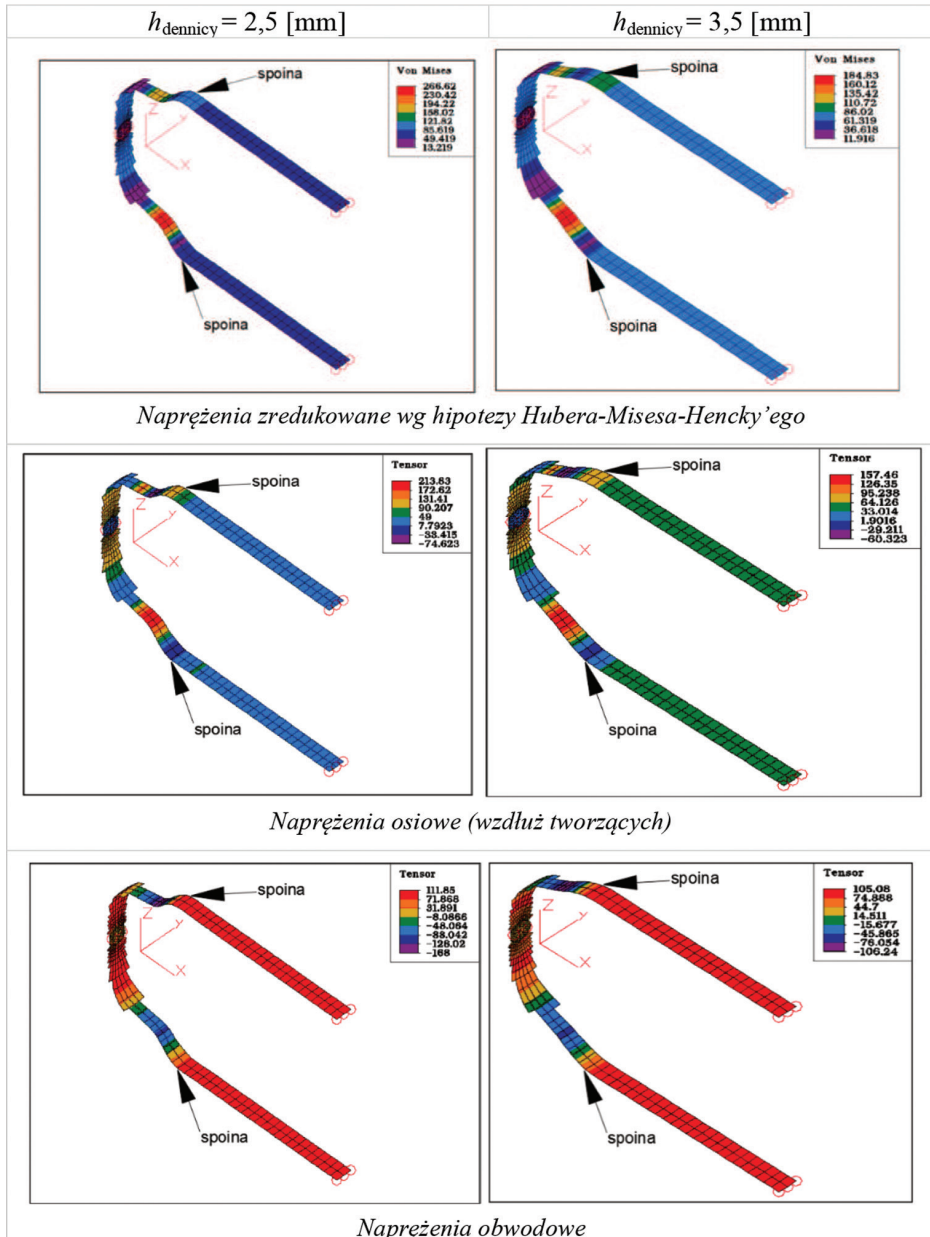 h dennicy = 2,5 [mm]
h dennicy = 3,5 [mm]
spoina
Von Mises
266.62
230.42
194.22
158.02
121.82
85.619
49.419
13.219
Z
Y
X
spoina
spoina
Von Mises
184.83
160.12
135.42
110.72
86.02
61.319
36.618
11.916
Z
Y
X
spoina
Naprężenia zredukowane wg hipotezy Hubera-Misesa-Hencky’ego
spoina
Tensor
213.83
172.62
131.41
90.207
49
7.7923
-33.415
-74.623
Z
Y
X
spoina
spoina
Tensor
157.46
126.35
95.238
64.126
33.014
1.9016
-29.211
-60.323
Z
Y
X
spoina
Naprężenia osiowe (wzdłuż tworzących)
spoina
Tensor
111.85
71.868
31.891
-8.0866
-48.064
-88.042
-128.02
-168
Z
Y
X
spoina
spoina
Tensor
105.08
74.888
44.7
14.511
-15.677
-45.865
-76.054
-106.24
Z
Y
X
spoina
Naprężenia obwodowe